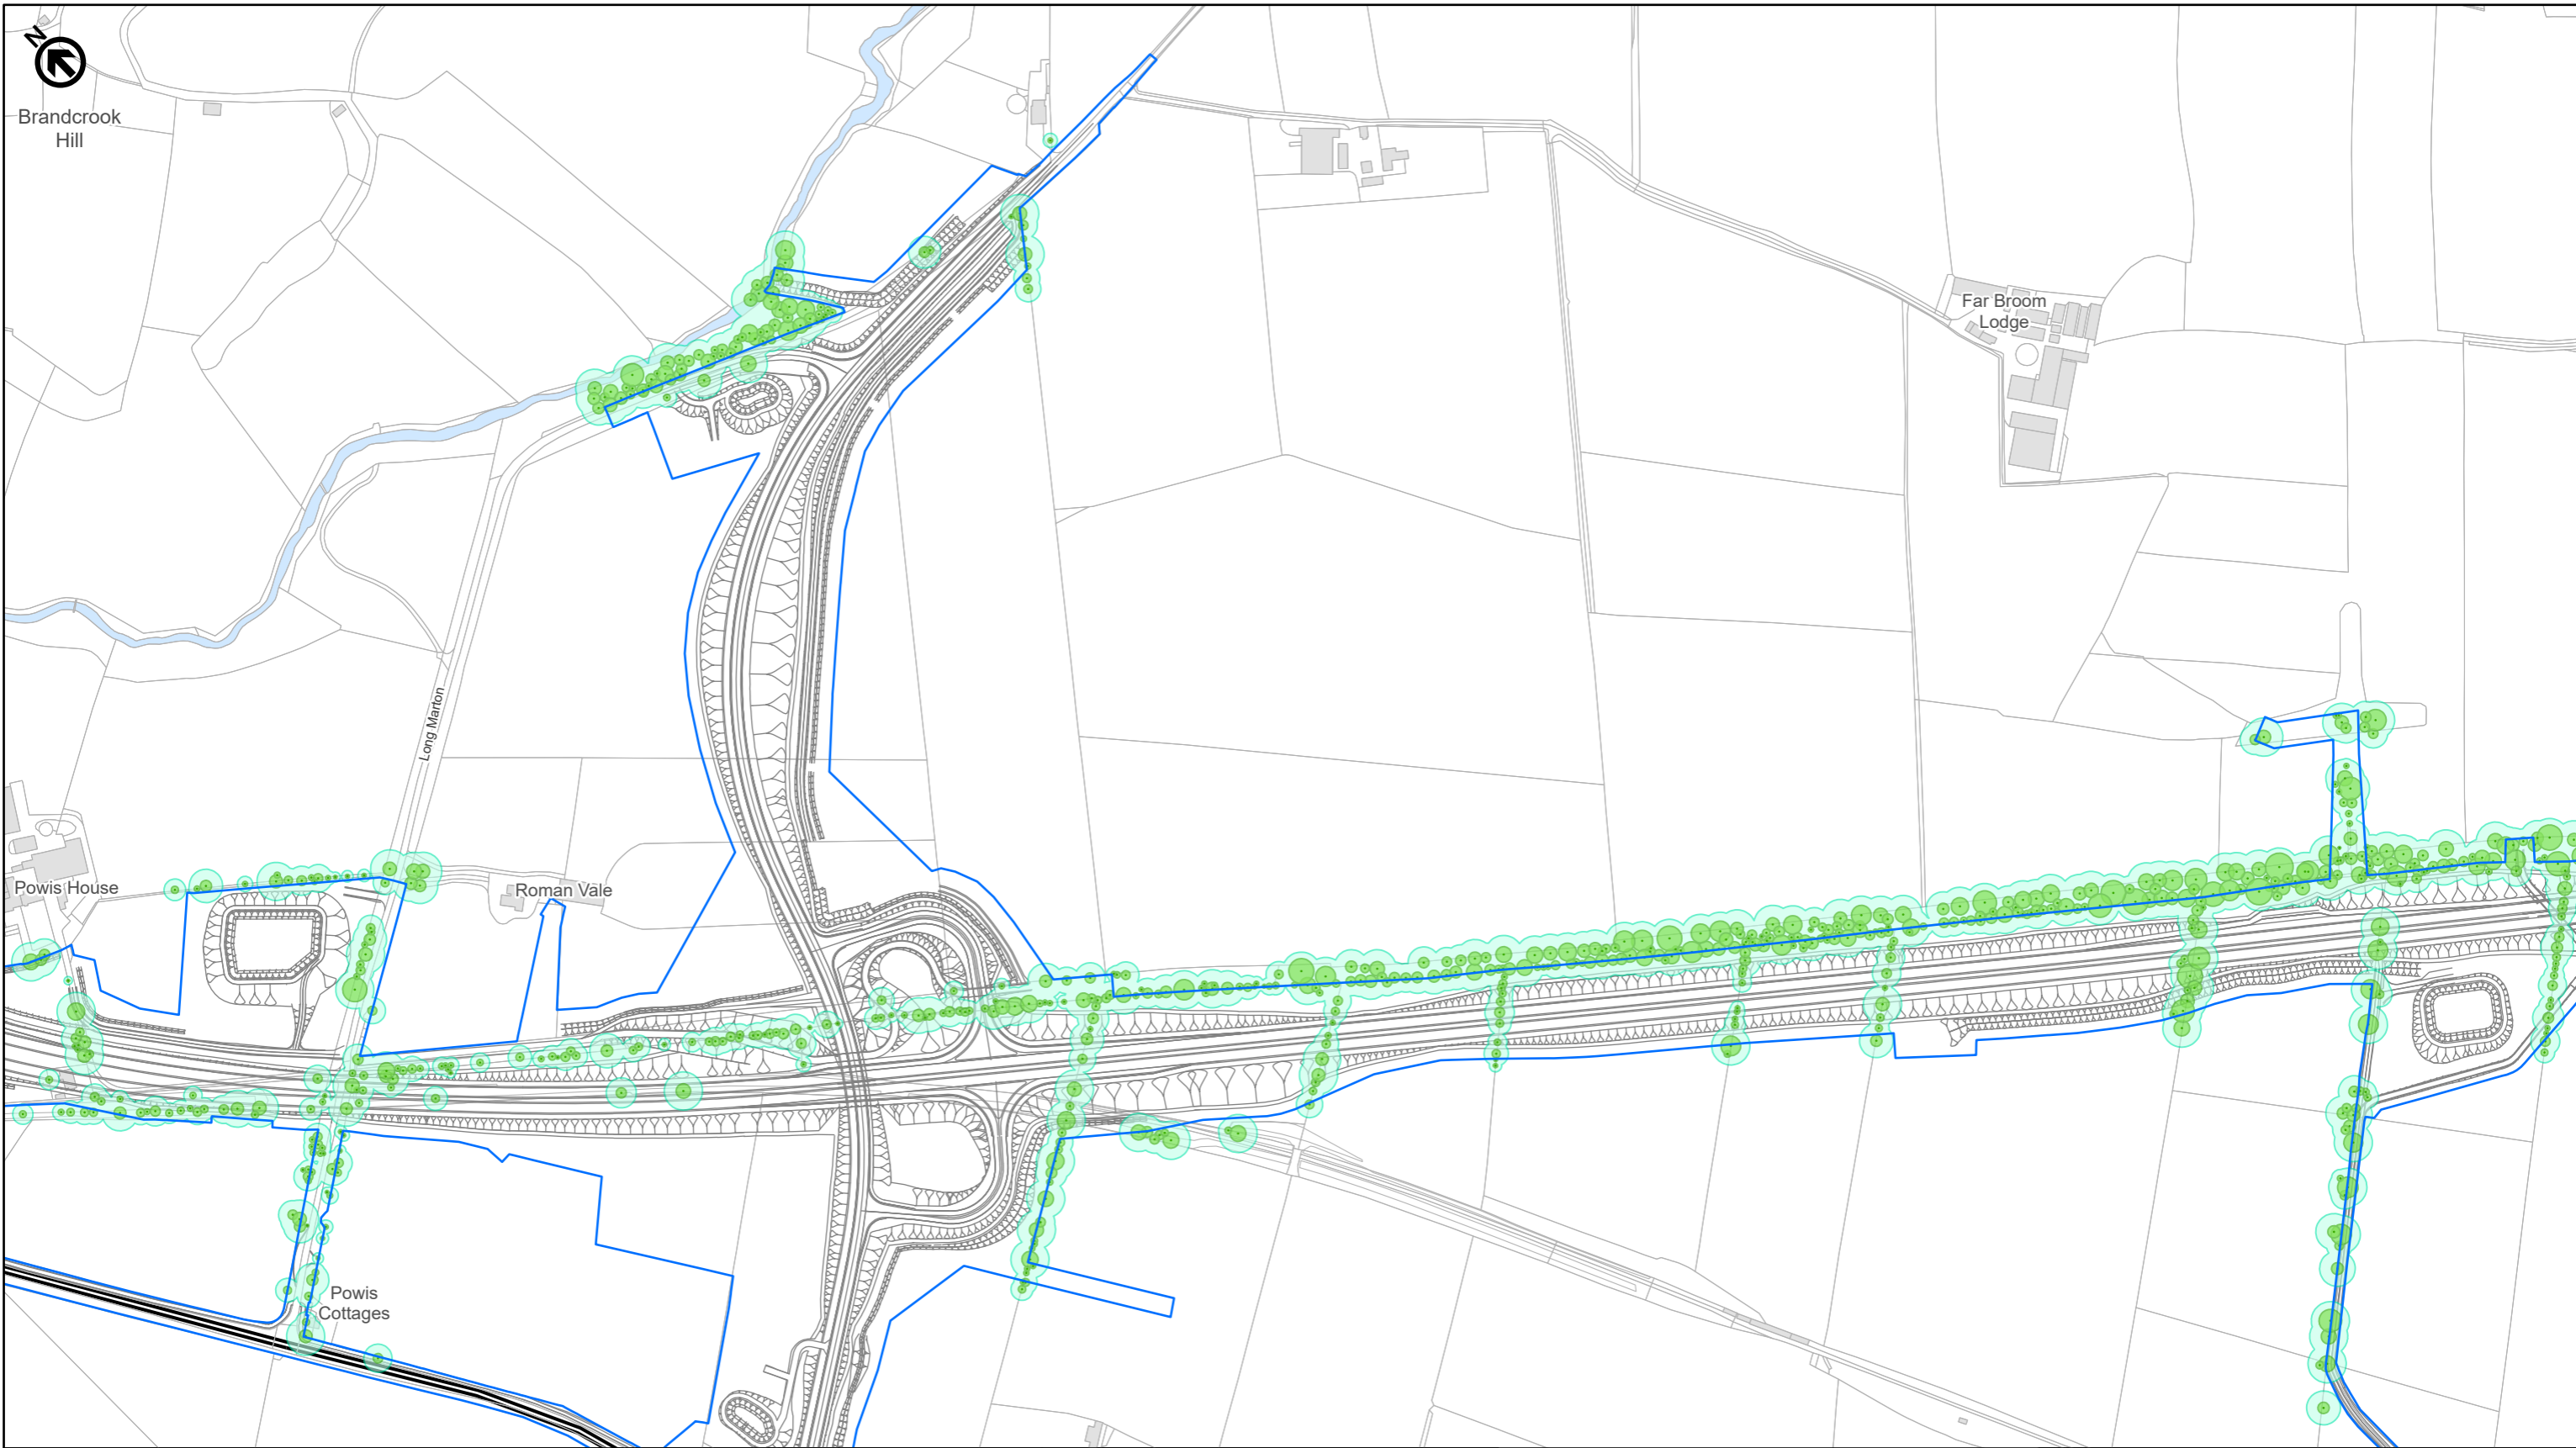 N
Brandcrook
Hill
Far Broom
Lodge
Long Marton
Powis House
Roman Vale
Powis
Cottages